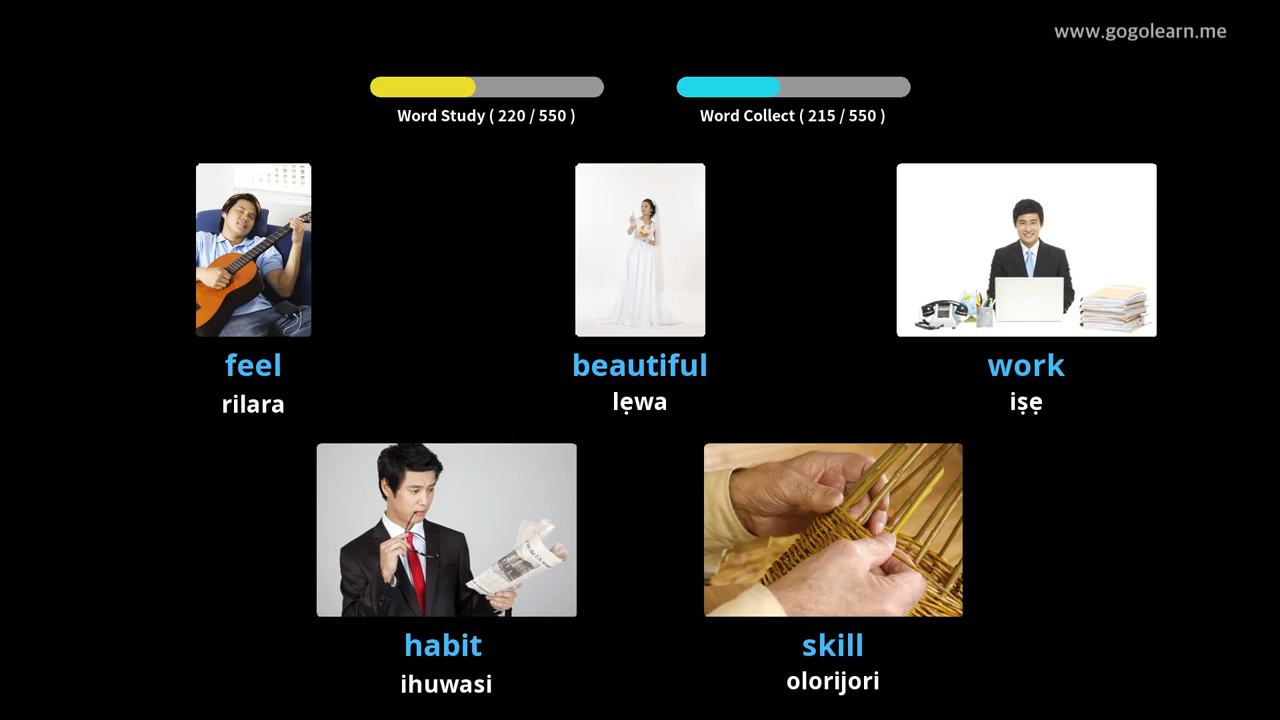 www.gogolearn.me
Word Study ( 220 / 550 )
Word Collect ( 215 / 550 )
feel
rilara
beautiful
lẹwa
work
iṣẹ
habit
ihuwasi
skill
olorijori